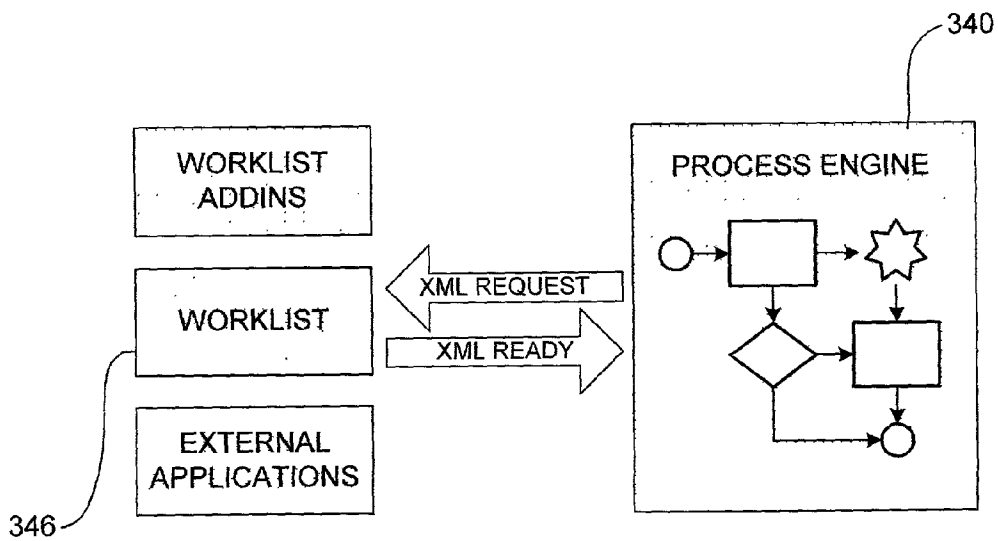 340
WORKLIST
ADDINS
PROCESS ENGINE
XML REQUEST
WORKLIST
XML READY
EXTERNAL
APPLICATIONS
346